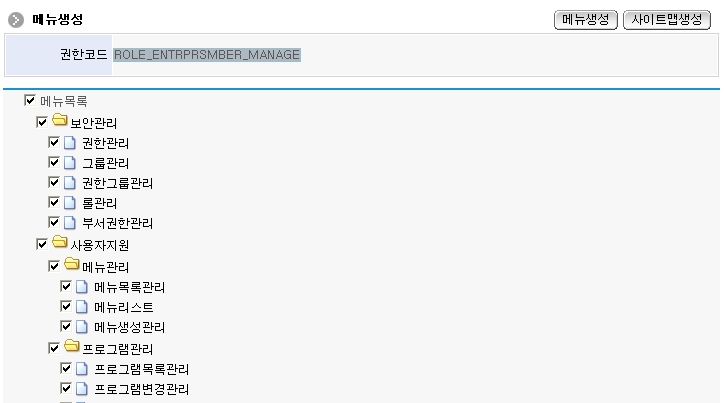 메뉴생성 메뉴생성 사이트맵생성
권한코드 ROLE_ENTRPRSMBER_MANAGE
메뉴목록
보안관리
권한관리
그룹관리
권한그룹관리
롤관리
부서권한관리
사용자지원
메뉴관리
메뉴목록관리
메뉴리스트
메뉴생성관리
프로그램관리
프로그램목록관리
프로그램변경관리